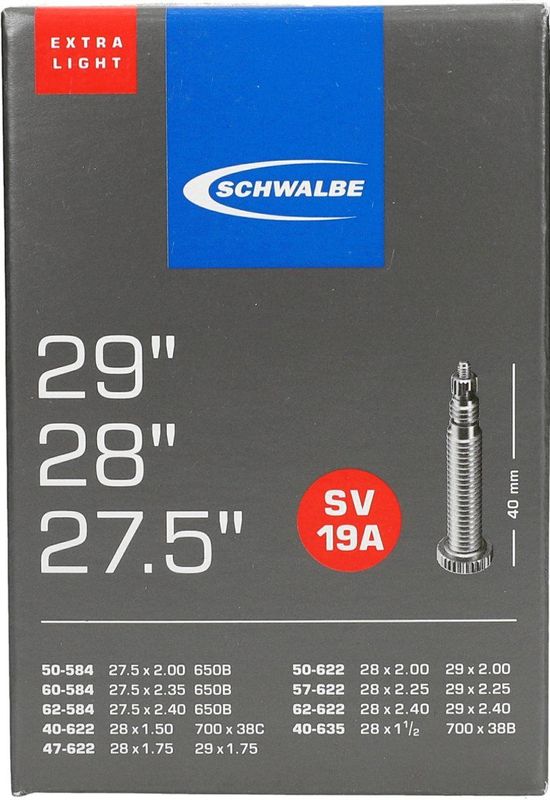 EXTRA
LIGHT
SCHWALBE
29"
28"
27.5"
SV
19A
40 mm
50-584 27.5 x 2.00 650B
60-584 27.5 x 2.35 650B
62-584 27.5 x 2.40 650B
40-622 28 x 1.50 700 x 38C
47-622 28 x 1.75 29 x 1.75
50-622 28 x 2.00 29 x 2.00
57-622 28 x 2.25 29 x 2.25
62-622 28 x 2.40 29 x 2.40
40-635 28 x 1 1/2 700 x 38B